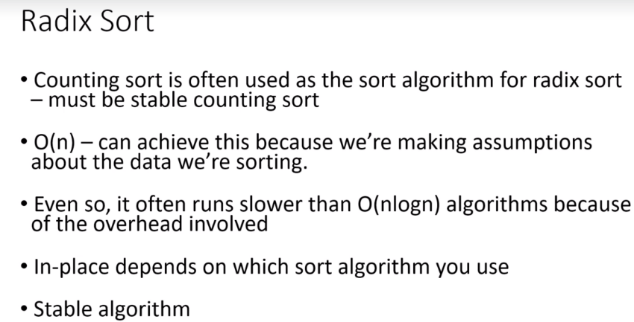 Radix Sort
• Counting sort is often used as the sort algorithm for radix sort
– must be stable counting sort
• O(n) – can achieve this because we're making assumptions
about the data we're sorting.
• Even so, it often runs slower than O(nlogn) algorithms because
of the overhead involved
• In-place depends on which sort algorithm you use
• Stable algorithm